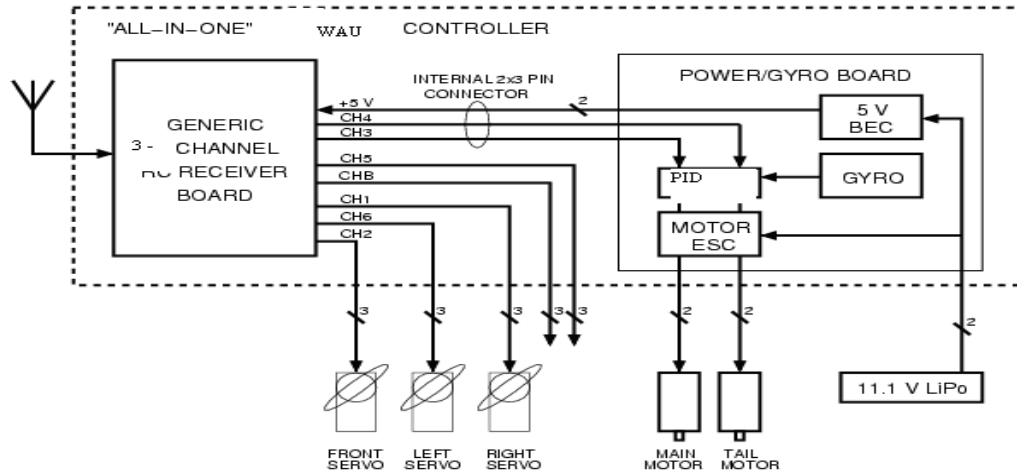 "ALL-IN-ONE" WAU CONTROLLER
INTERNAL 2x3 PIN
CONNECTOR
POWER/GYRO BOARD
GENERIC
3 - CHANNEL
RECEIVER
BOARD
+5 V
CH4
CH3
CH5
CHB
CH1
CH6
CH2
2
5 V
BEC
PID
GYRO
MOTOR
ESC
3
3
3
3
3
2
2
2
11.1 V LiPo
FRONT
SERVO
LEFT
SERVO
RIGHT
SERVO
MAIN
MOTOR
TAIL
MOTOR